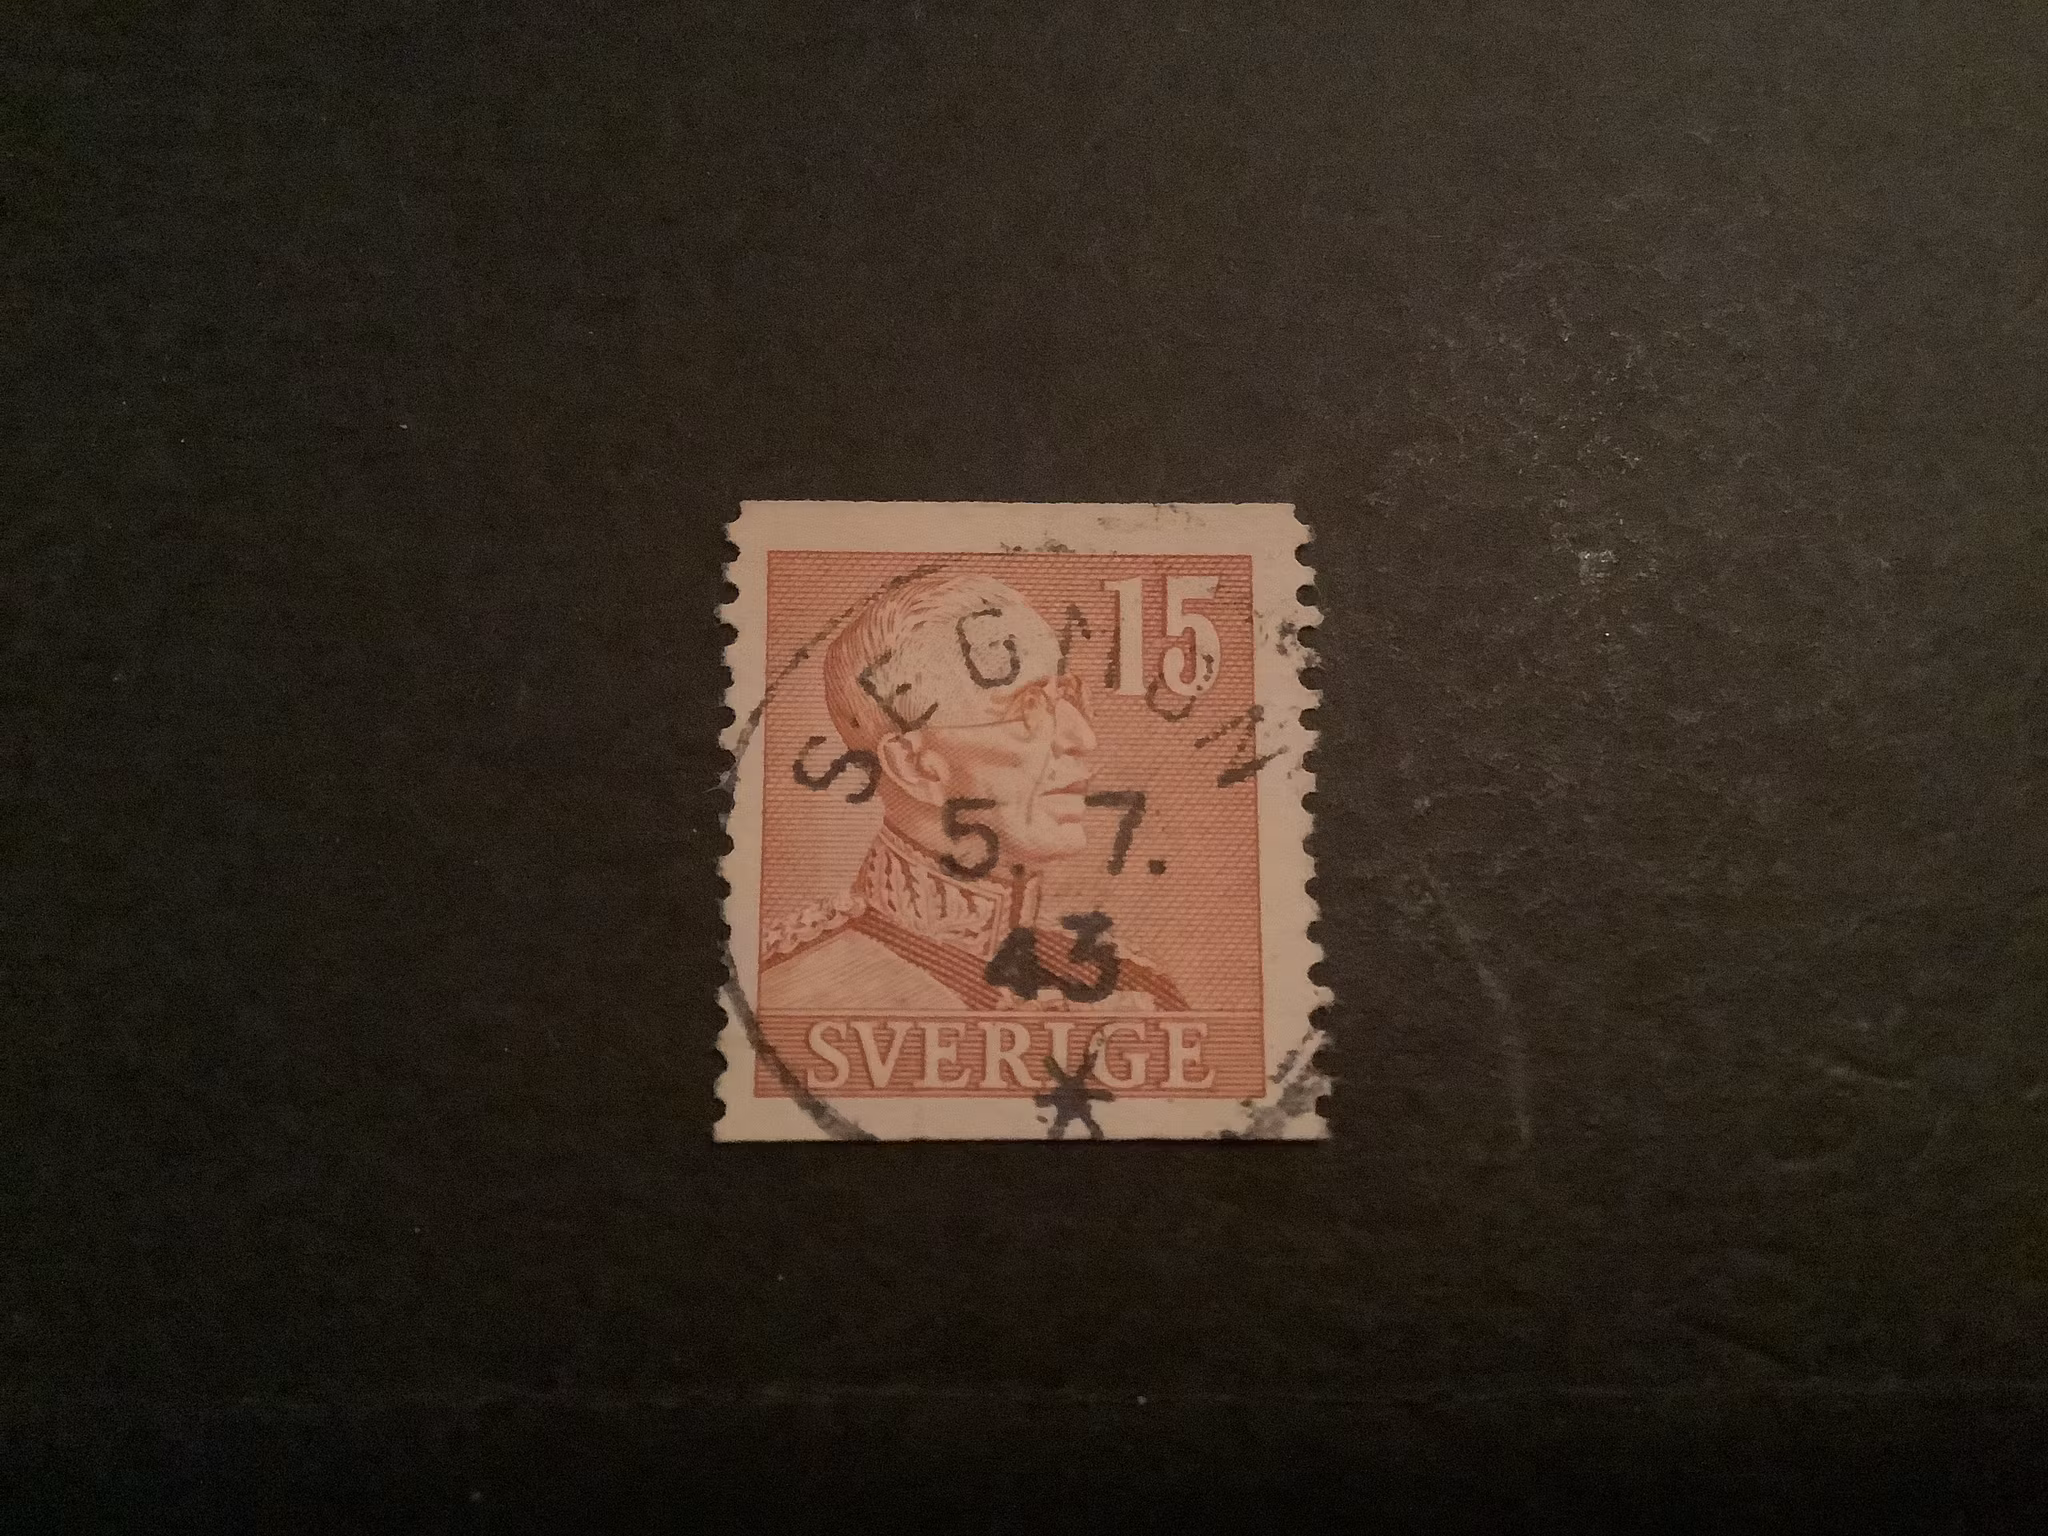 15
SEGMON
5. 7.
43
SVERIGE